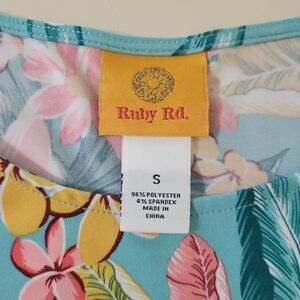 Ruby Rd.
S
96% POLYESTER
4% SPANDEX
MADE IN
CHINA